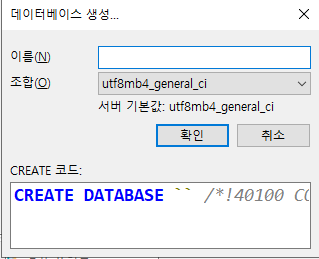 데이터베이스 생성...
이름(N)
조합(O) utf8mb4_general_ci
서버 기본값: utf8mb4_general_ci
확인 취소
CREATE 코드:
CREATE DATABASE `` /*!40100 CO